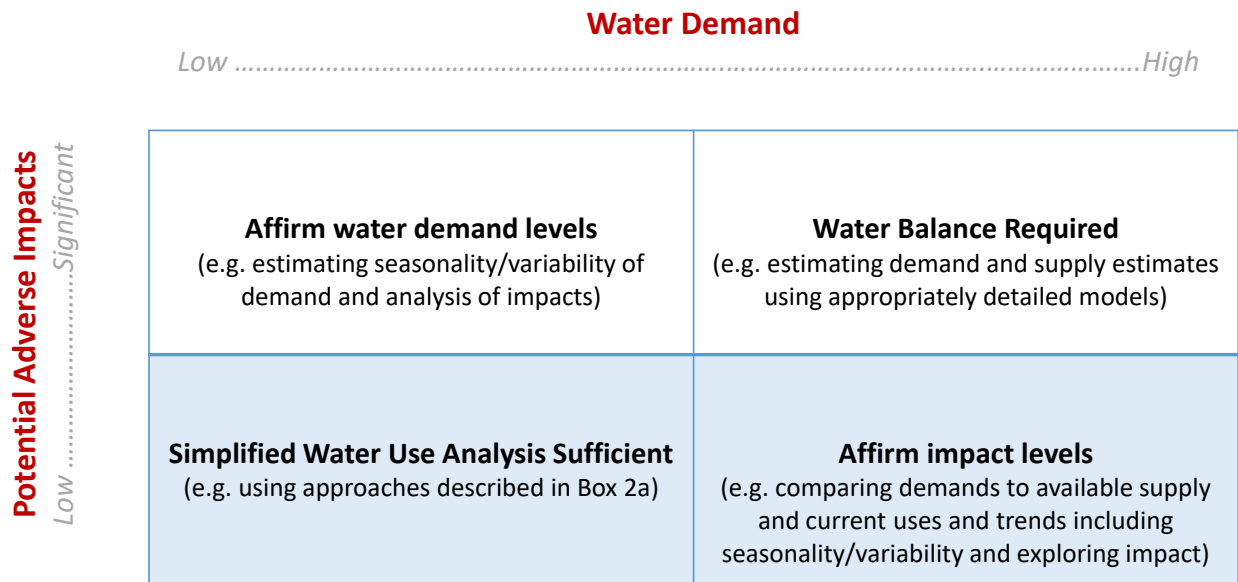 Water Demand
Low ……………………………………………………………………………………………………………….High
Potential Adverse Impacts
Low ………………………Significant
Affirm water demand levels
(e.g. estimating seasonality/variability of
demand and analysis of impacts)
Water Balance Required
(e.g. estimating demand and supply estimates
using appropriately detailed models)
Simplified Water Use Analysis Sufficient
(e.g. using approaches described in Box 2a)
Affirm impact levels
(e.g. comparing demands to available supply
and current uses and trends including
seasonality/variability and exploring impact)